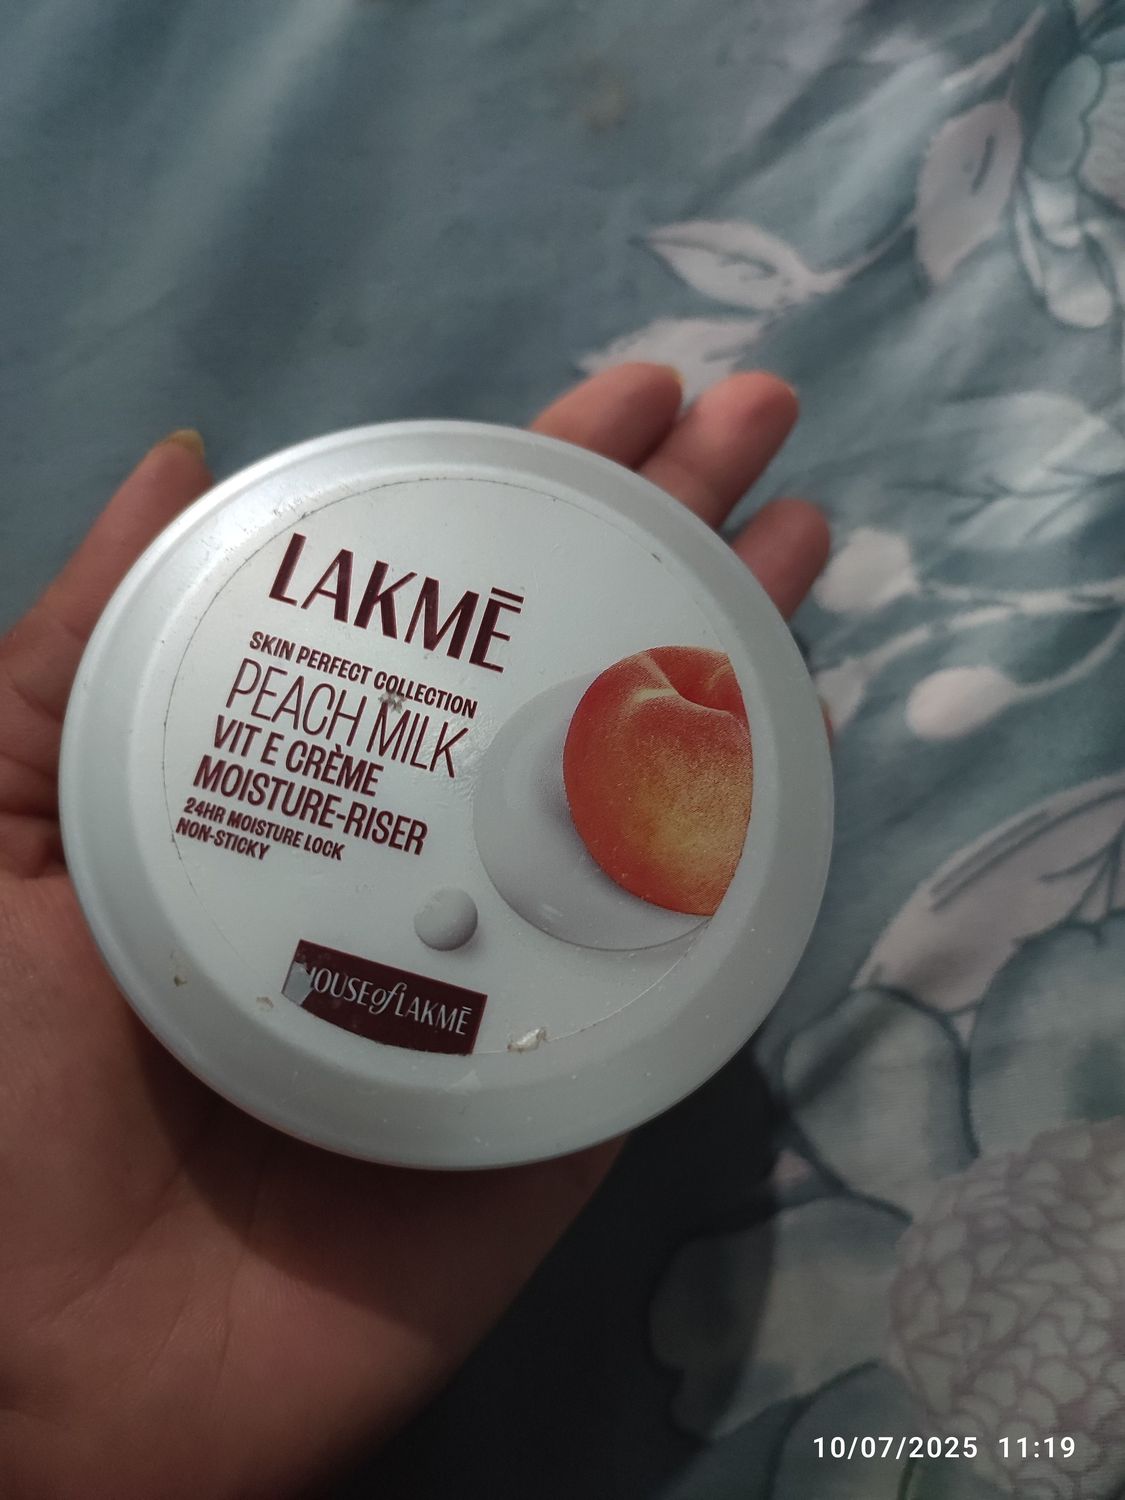 LAKMĒ
SKIN PERFECT COLLECTION
PEACH MILK
VIT E CRÈME
MOISTURE-RISER
24HR MOISTURE LOCK
NON-STICKY
HOUSE of LAKMĒ
10/07/2025 11:19